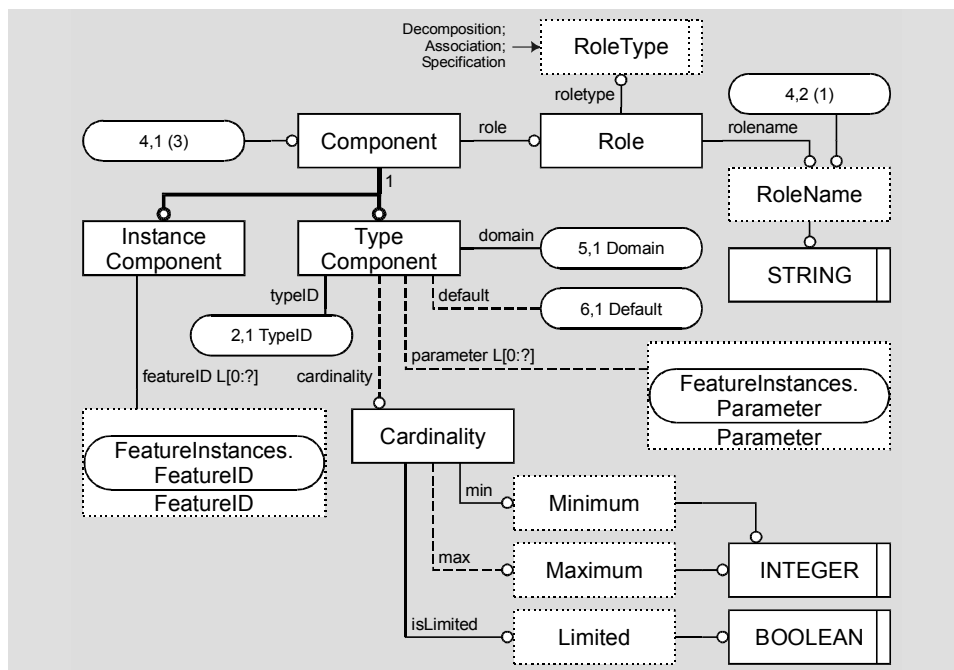 Decomposition;
Association;
Specification
RoleType
roletype
4,2 (1)
4,1 (3)
Component
role
Role
rolename
1
RoleName
Instance
Component
Type
Component
domain
5,1 Domain
STRING
typeID
default
6,1 Default
2,1 TypeID
parameter L[0:?]
featureID L[0:?]
cardinality
FeatureInstances.
Parameter
Parameter
Cardinality
FeatureInstances.
FeatureID
FeatureID
min
Minimum
max
Maximum
INTEGER
isLimited
Limited
BOOLEAN